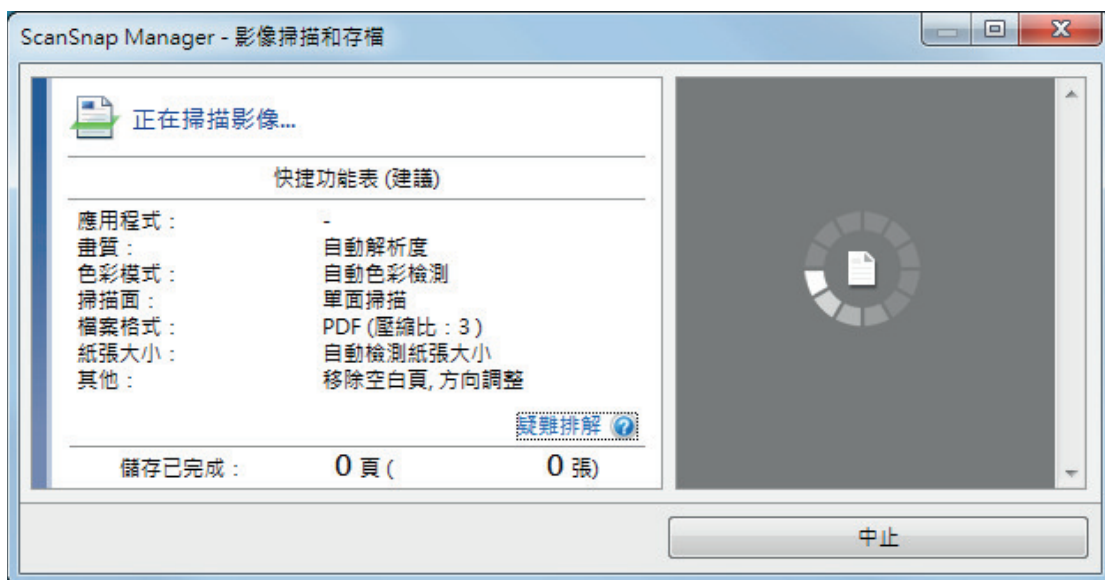 ScanSnap Manager - 影像掃描和存檔
正在掃描影像...
快捷功能表 (建議)
應用程式： -
畫質： 自動解析度
色彩模式： 自動色彩檢測
掃描面： 單面掃描
檔案格式： PDF (壓縮比：3)
紙張大小： 自動檢測紙張大小
其他： 移除空白頁, 方向調整
疑難排解
儲存已完成： 0 頁 ( 0 張)
中止